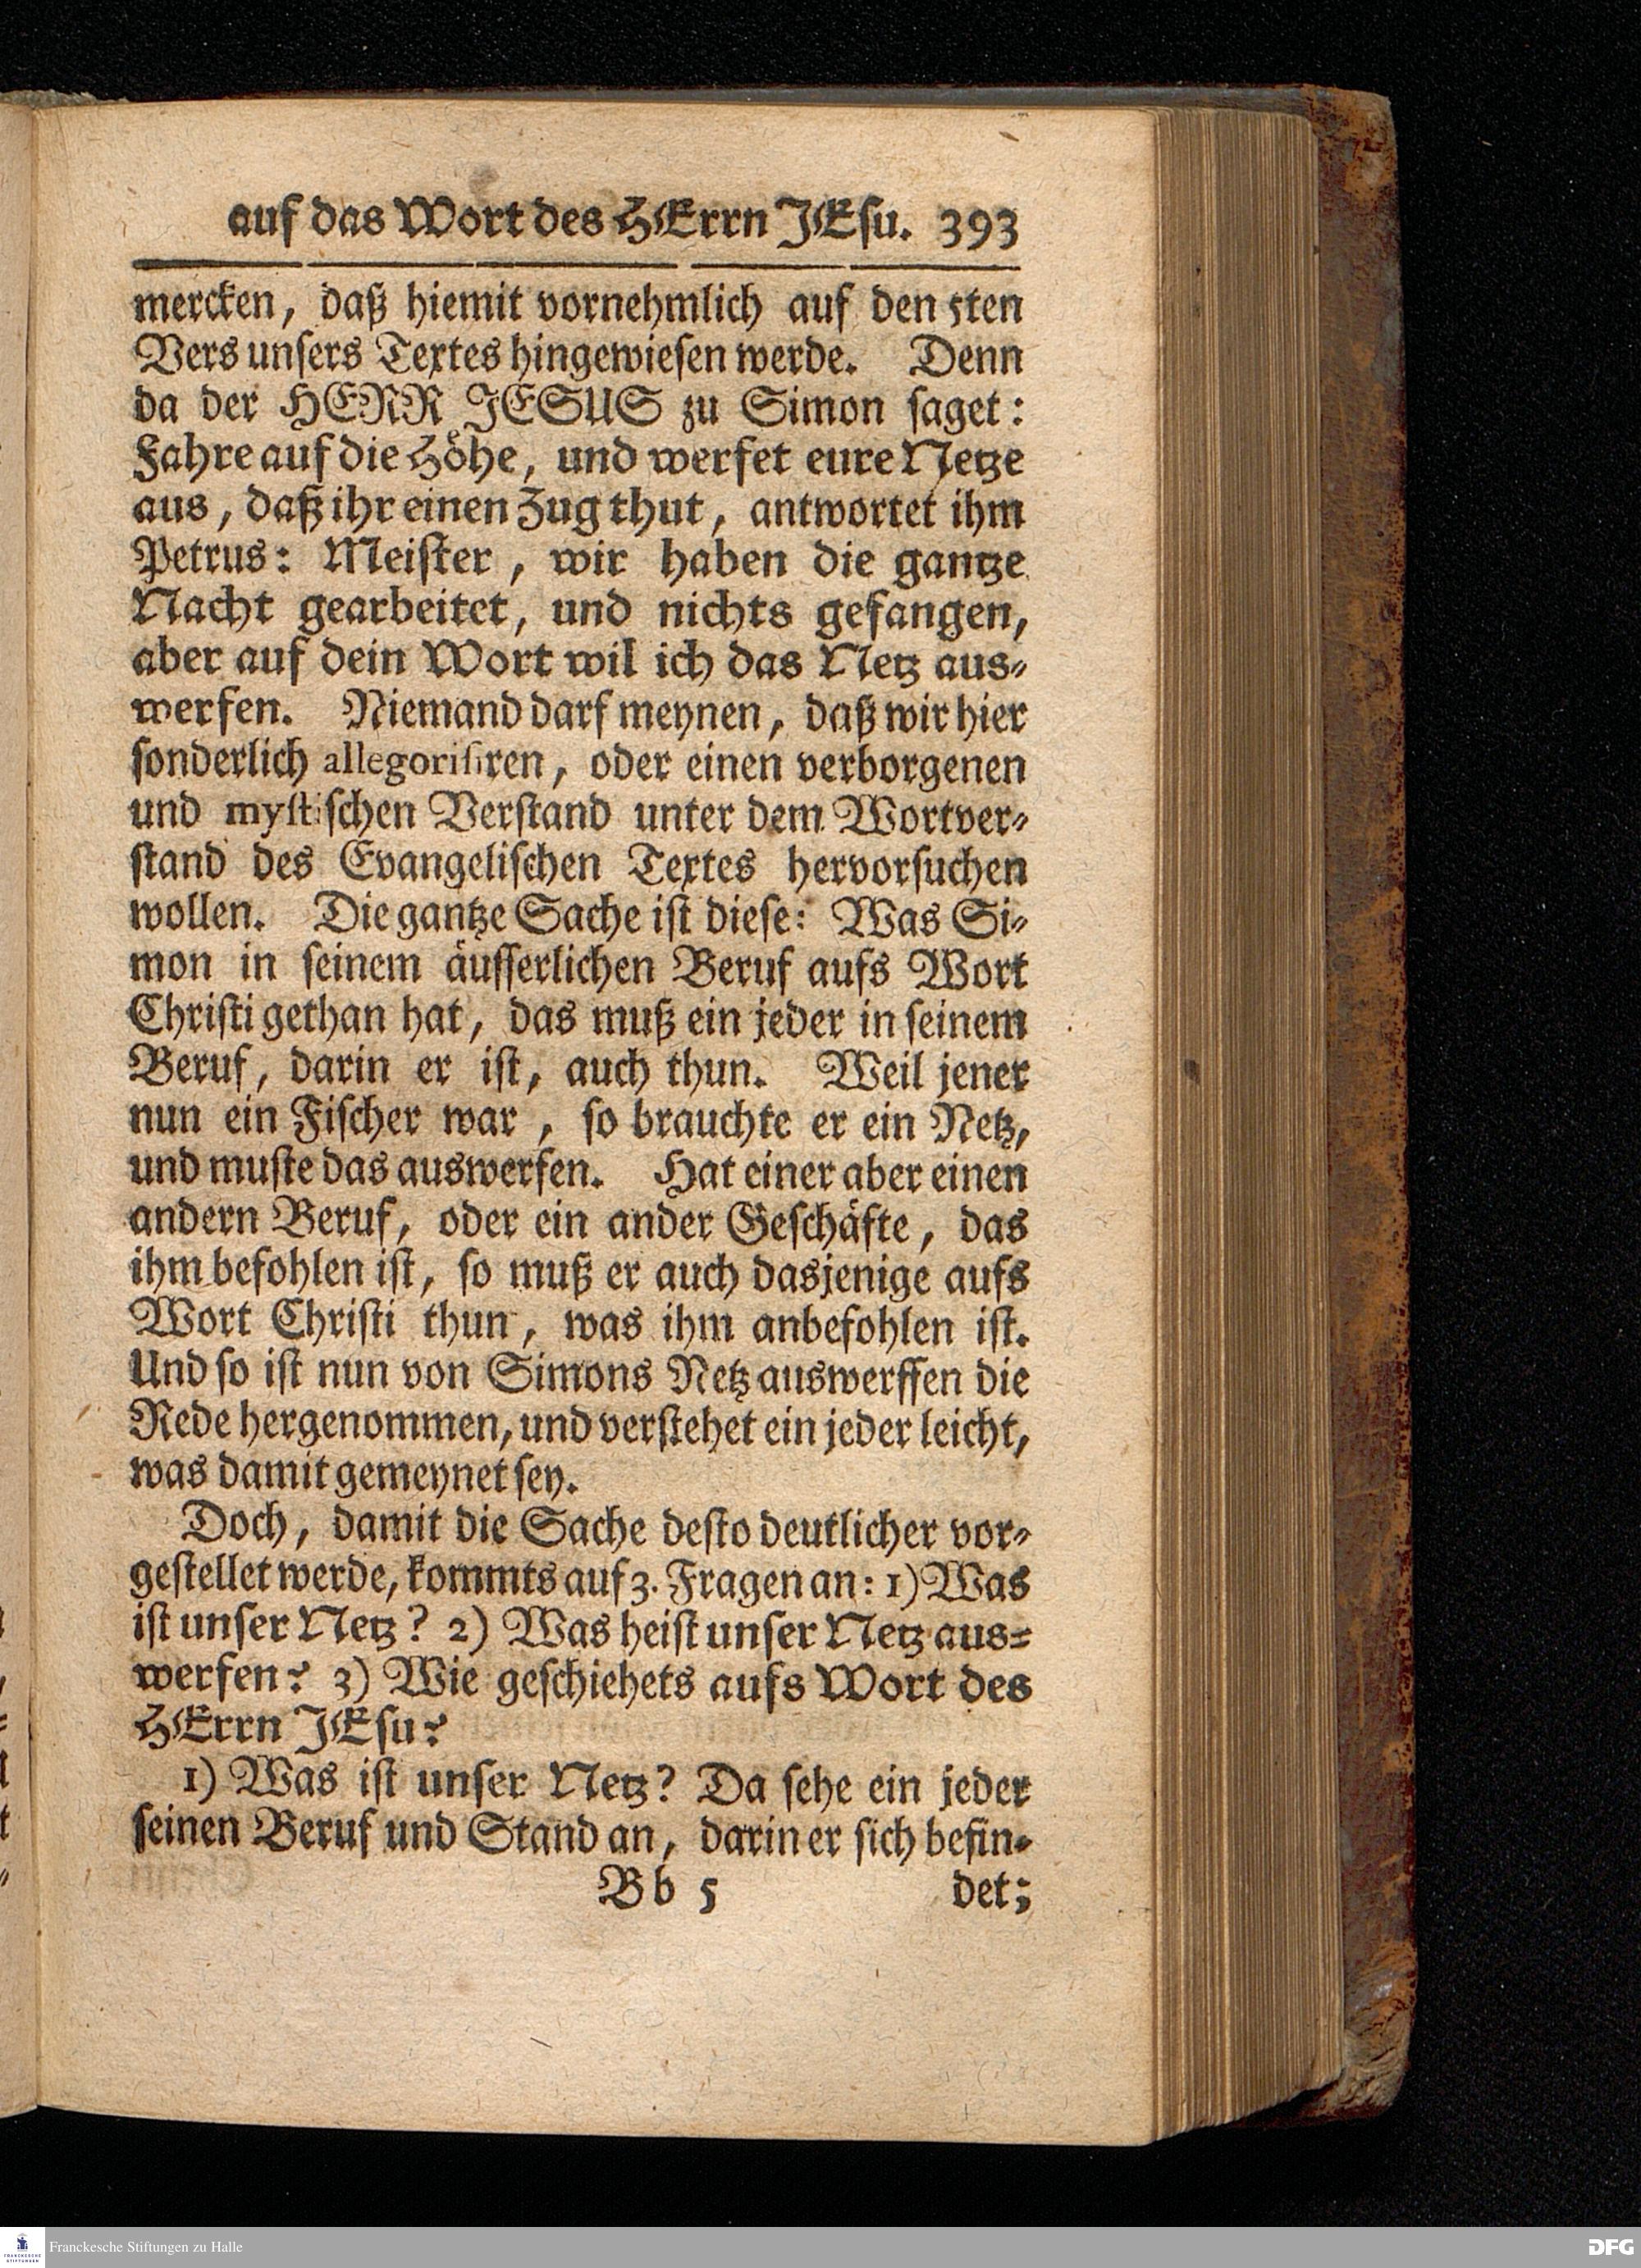 auf das Wort des HErrn JEsu. 393
mercken, daß hiemit vornehmlich auf den 5ten
Vers unsers Textes hingewiesen werde. Denn
da der HERR JESUS zu Simon saget:
Fahre auf die Höhe, und werfet eure Netze
aus, daß ihr einen Zug thut, antwortet ihm
Petrus: Meister, wir haben die gantze
Nacht gearbeitet, und nichts gefangen,
aber auf dein Wort wil ich das Netz aus-
werfen. Niemand darf meynen, daß wir hier
sonderlich allegorisiren, oder einen verborgenen
und mystischen Verstand unter dem Wortver-
stand des Evangelischen Textes hervorsuchen
wollen. Die gantze Sache ist diese: Was Si-
mon in seinem äusserlichen Beruf aufs Wort
Christi gethan hat, das muß ein jeder in seinem
Beruf, darin er ist, auch thun. Weil jener
nun ein Fischer war, so brauchte er ein Netz,
und muste das auswerfen. Hat einer aber einen
andern Beruf, oder ein ander Geschäfte, das
ihm befohlen ist, so muß er auch dasjenige aufs
Wort Christi thun, was ihm anbefohlen ist.
Und so ist nun von Simons Netz auswerffen die
Rede hergenommen, und verstehet ein jeder leicht,
was damit gemeynet sey.
Doch, damit die Sache desto deutlicher vor-
gestellet werde, kommts auf 3. Fragen an: 1) Was
ist unser Netz? 2) Was heist unser Netz aus-
werfen? 3) Wie geschiehets aufs Wort des
HErrn JEsu?
1) Was ist unser Netz? Da sehe ein jeder
seinen Beruf und Stand an, darin er sich befin-
Bb 5 det;
Franckesche Stiftungen zu Halle
DFG
FRANCKESCHE
STIFTUNGEN